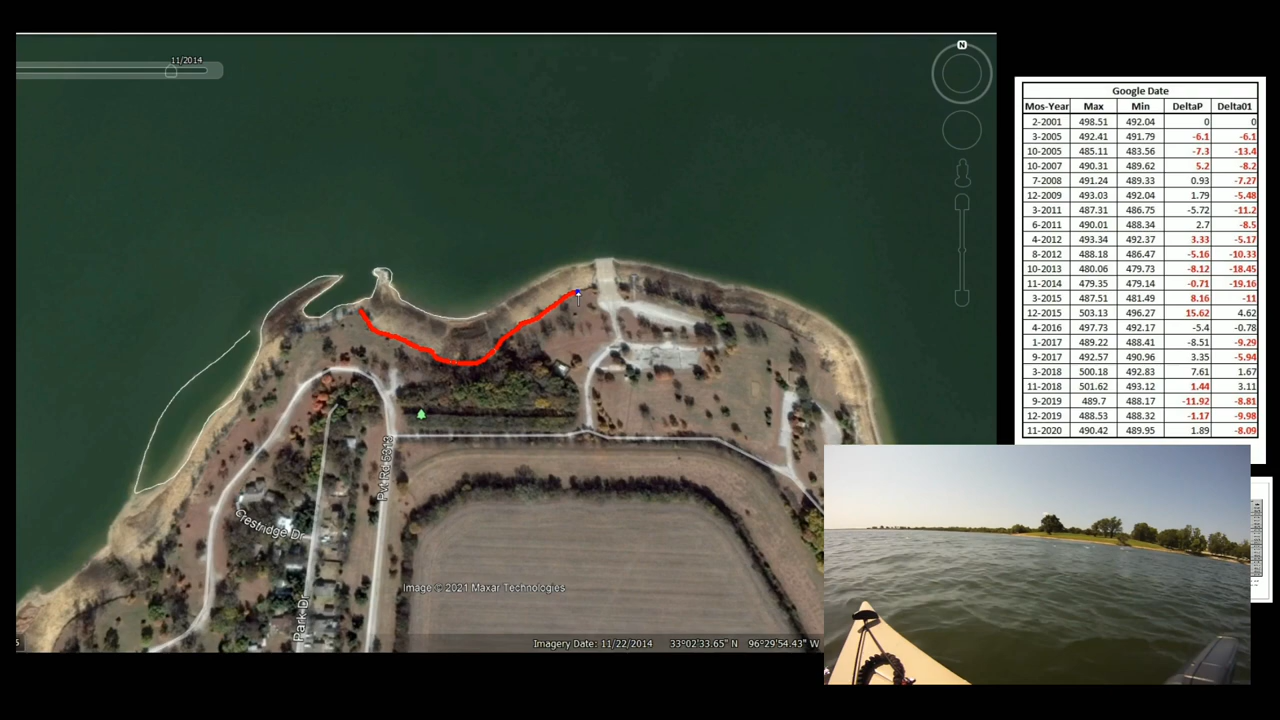 11/2014
N
Pvt Rd 5312
Crestridge Dr
Park Dr
Image © 2021 Maxar Technologies
Imagery Date: 11/22/2014 33°02'33.65" N 96°29'54.43" W
Google Date
Mos-Year Max Min DeltaP Delta01
2-2001 498.51 492.04 0 0
3-2005 492.41 491.79 -6.1 -6.1
10-2005 485.11 483.56 -7.3 -13.4
10-2007 490.31 489.62 5.2 -8.2
7-2008 491.24 489.33 0.93 -7.27
12-2009 493.03 492.04 1.79 -5.48
3-2011 487.31 486.75 -5.72 -11.2
6-2011 490.01 488.34 2.7 -8.5
4-2012 493.34 492.37 3.33 -5.17
8-2012 488.18 486.47 -5.16 -10.33
10-2013 480.06 479.73 -8.12 -18.45
11-2014 479.35 479.14 -0.71 -19.16
3-2015 487.51 481.49 8.16 -11
12-2015 503.13 496.27 15.62 4.62
4-2016 497.73 492.17 -5.4 -0.78
1-2017 489.22 488.41 -8.51 -9.29
9-2017 492.57 490.96 3.35 -5.94
3-2018 500.18 492.83 7.61 1.67
11-2018 501.62 493.12 1.44 3.11
9-2019 489.7 488.17 -11.92 -8.81
12-2019 488.53 488.32 -1.17 -9.98
11-2020 490.42 489.95 1.89 -8.09